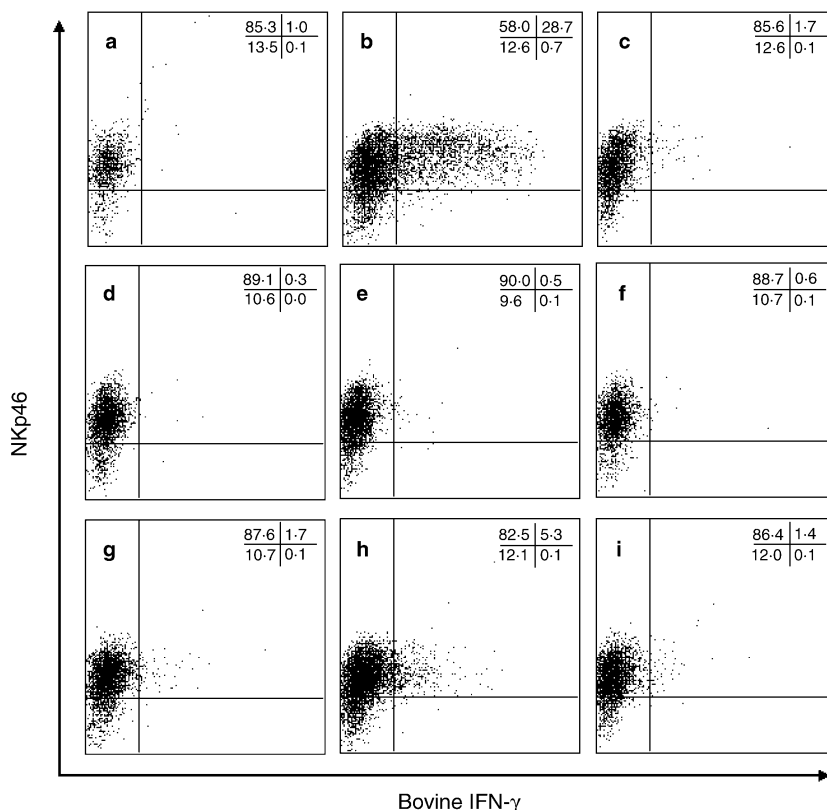 a
85·3 1·0
13·5 0·1
b
58·0 28·7
12·6 0·7
c
85·6 1·7
12·6 0·1
d
89·1 0·3
10·6 0·0
e
90·0 0·5
9·6 0·1
f
88·7 0·6
10·7 0·1
g
87·6 1·7
10·7 0·1
h
82·5 5·3
12·1 0·1
i
86·4 1·4
12·0 0·1
NKp46
Bovine IFN-γ